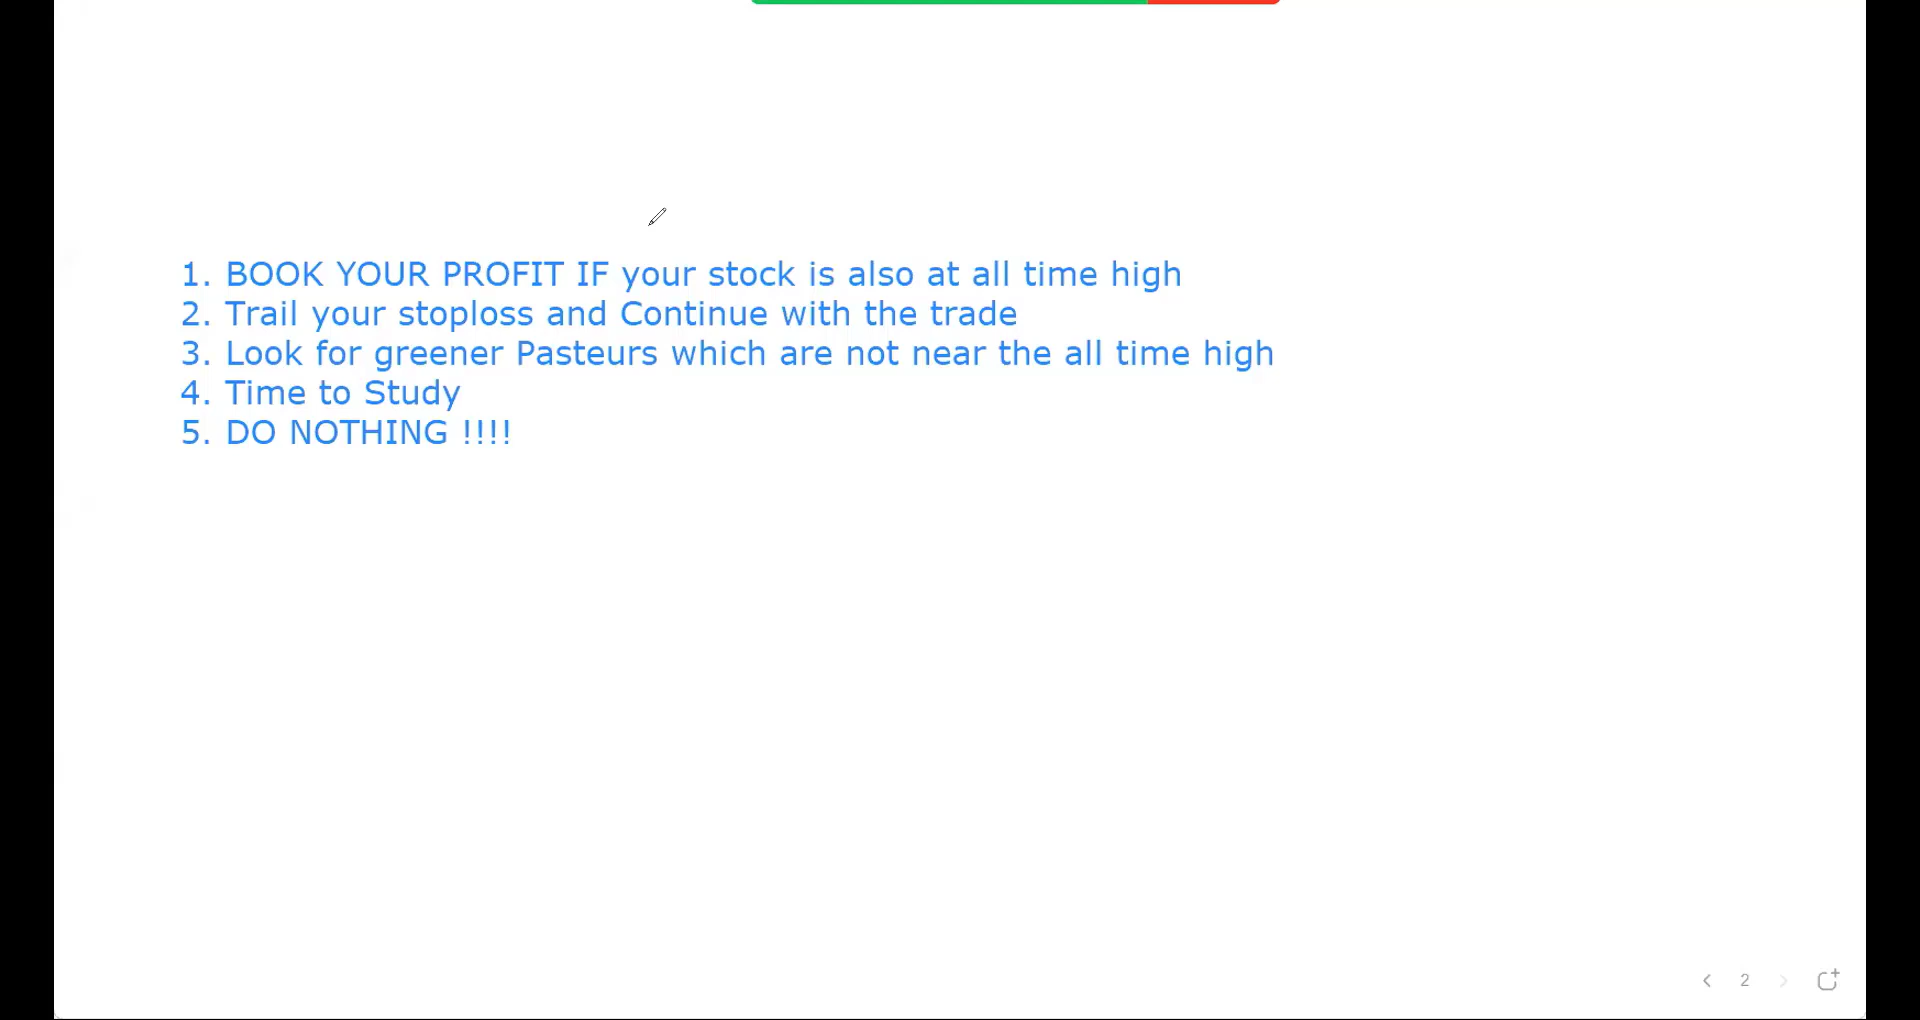 1. BOOK YOUR PROFIT IF your stock is also at all time high
2. Trail your stoploss and Continue with the trade
3. Look for greener Pasteurs which are not near the all time high
4. Time to Study
5. DO NOTHING !!!!
2